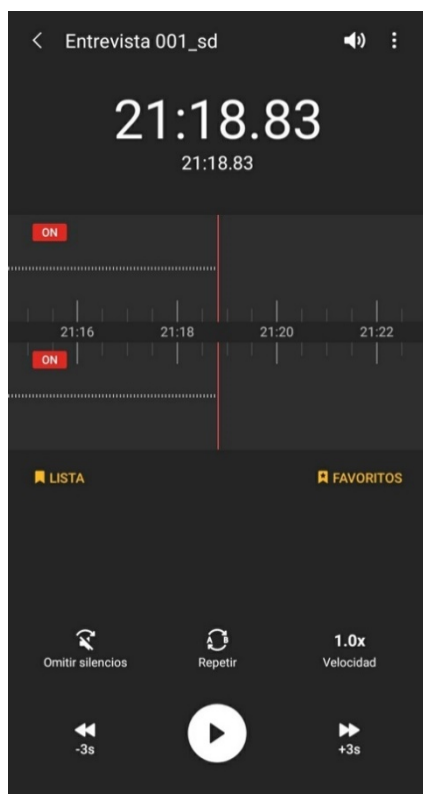 Entrevista 001_sd
21:18.83
21:18.83
ON
21:16 21:18 21:20 21:22
ON
LISTA FAVORITOS
1.0x
Omitir silencios Repetir Velocidad
-3s +3s